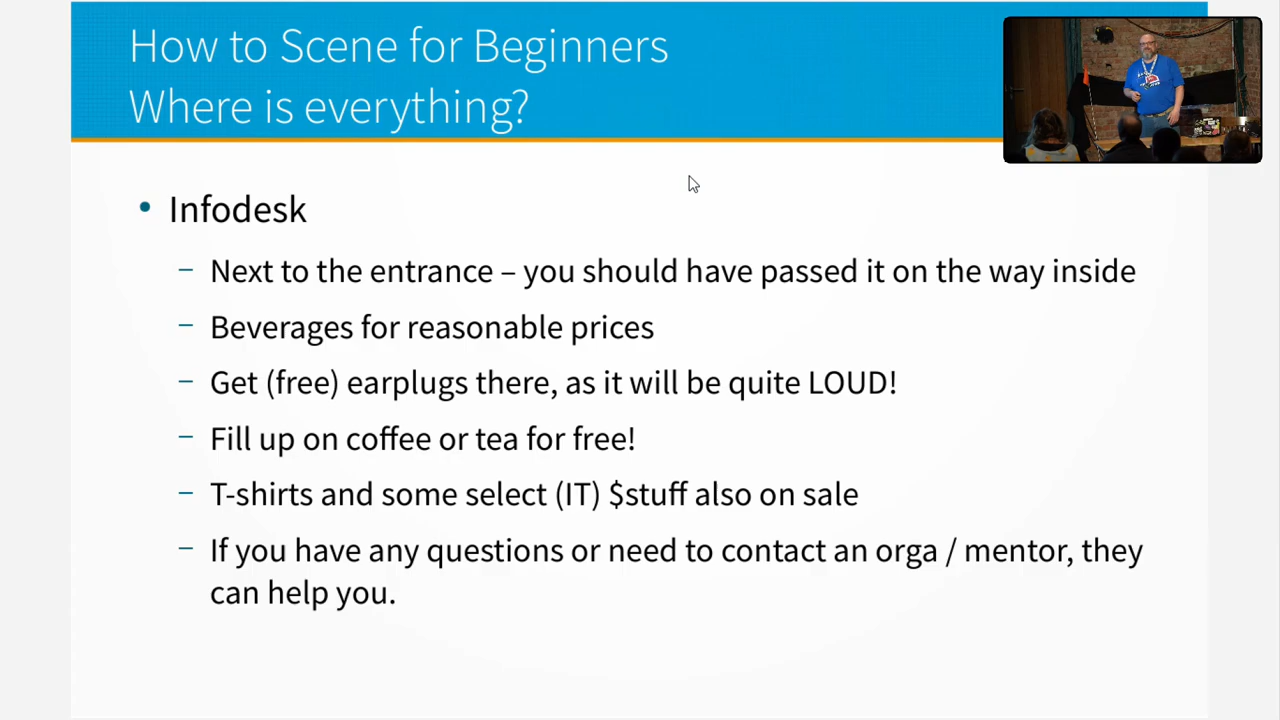 How to Scene for Beginners
Where is everything?
• Infodesk
– Next to the entrance – you should have passed it on the way inside
– Beverages for reasonable prices
– Get (free) earplugs there, as it will be quite LOUD!
– Fill up on coffee or tea for free!
– T-shirts and some select (IT) $stuff also on sale
– If you have any questions or need to contact an orga / mentor, they
can help you.